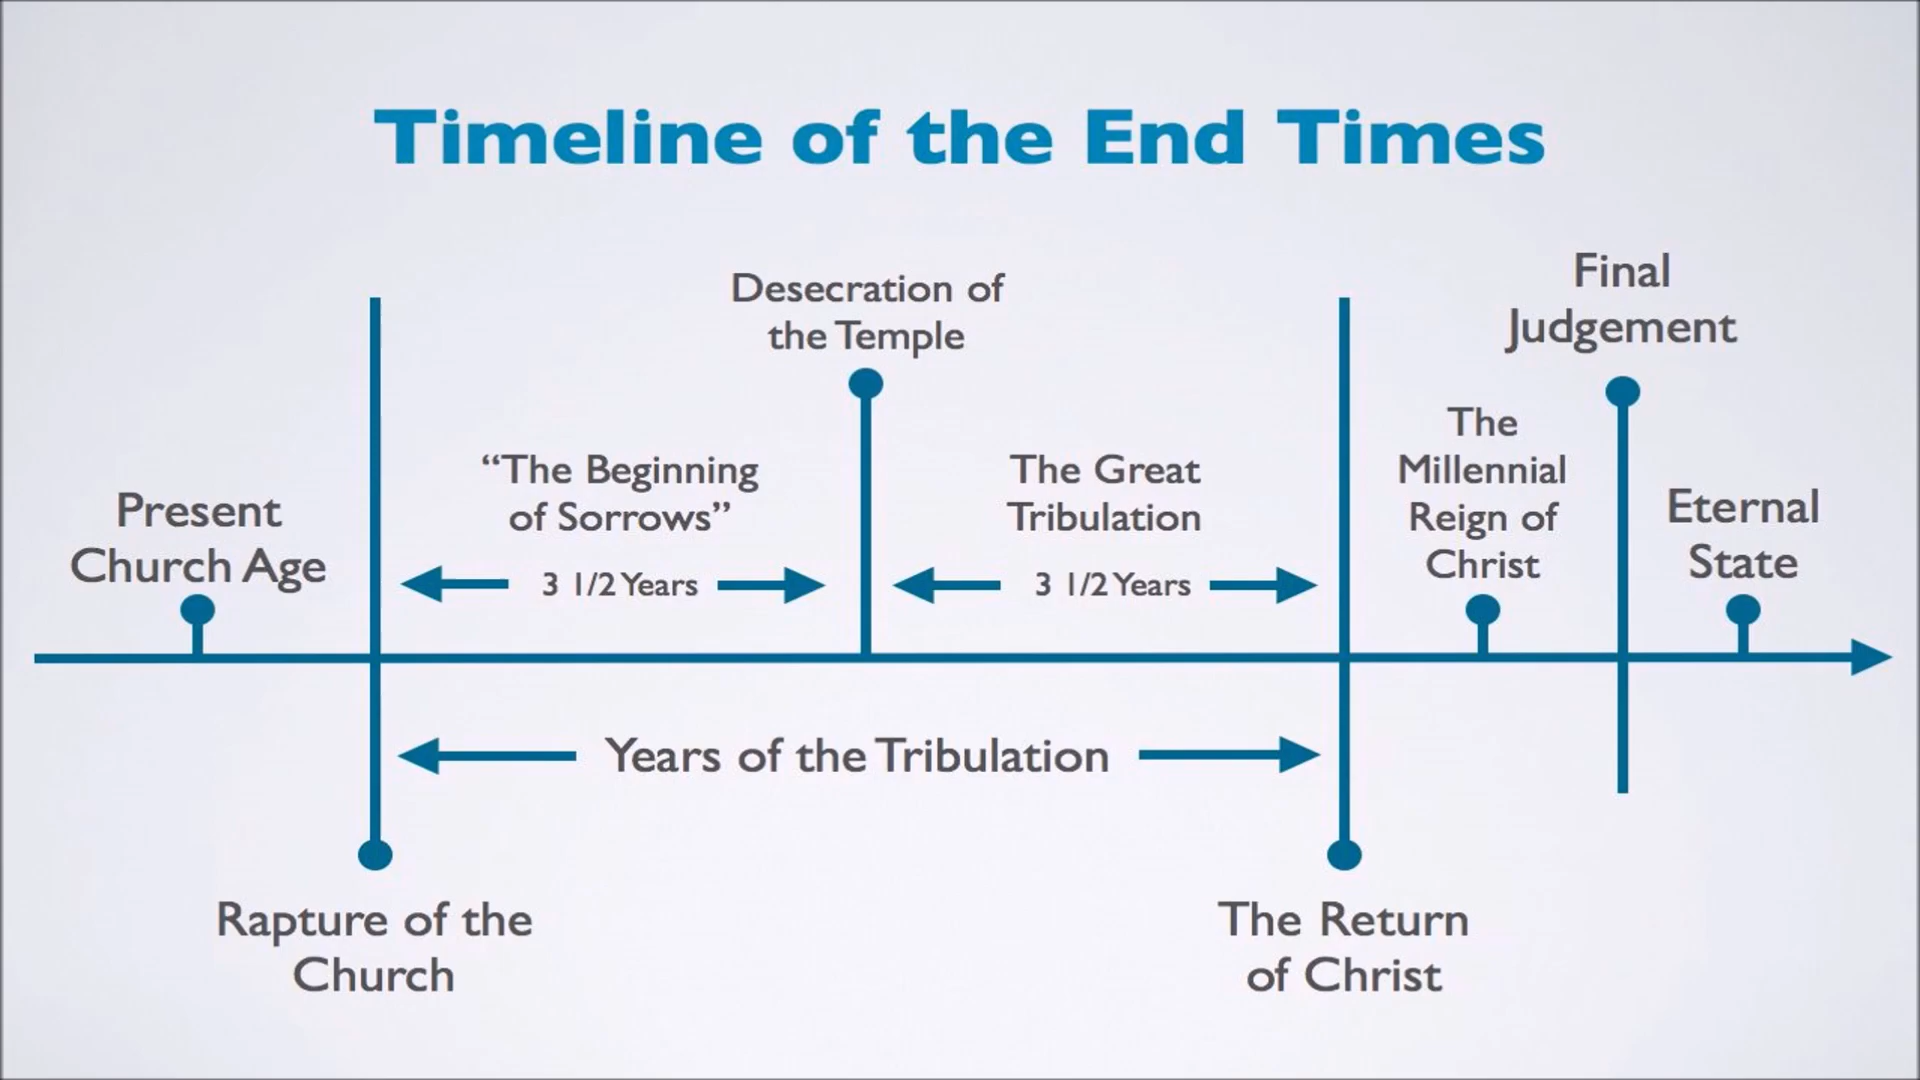 Timeline of the End Times
Present
Church Age
“The Beginning
of Sorrows”
3 1/2 Years
Desecration of
the Temple
The Great
Tribulation
3 1/2 Years
The
Millennial
Reign of
Christ
Final
Judgement
Eternal
State
Years of the Tribulation
Rapture of the
Church
The Return
of Christ